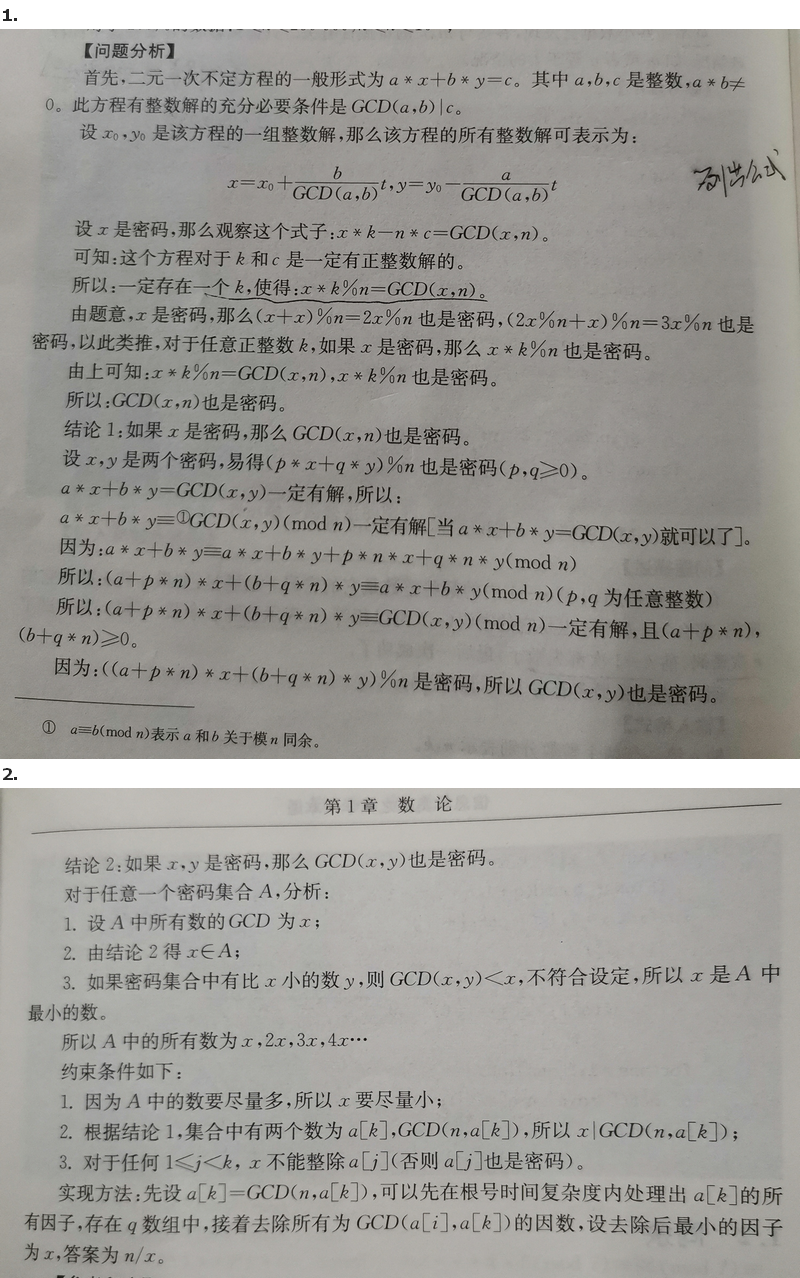 1.
【问题分析】
首先,二元一次不定方程的一般形式为 a*x+b*y=c。其中 a,b,c 是整数,a*b≠
0。此方程有整数解的充分必要条件是 GCD(a,b)|c。
设 x₀,y₀ 是该方程的一组整数解,那么该方程的所有整数解可表示为:
x=x₀+b/GCD(a,b)t,y=y₀−a/GCD(a,b)t
列出公式
设 x 是密码,那么观察这个式子:x*k−n*c=GCD(x,n)。
可知:这个方程对于 k 和 c 是一定有正整数解的。
所以:一定存在一个 k,使得:x*k%n=GCD(x,n)。
由题意,x 是密码,那么(x+x)%n=2x%n 也是密码,(2x%n+x)%n=3x%n 也是
密码,以此类推,对于任意正整数 k,如果 x 是密码,那么 x*k%n 也是密码。
由上可知:x*k%n=GCD(x,n),x*k%n 也是密码。
所以:GCD(x,n)也是密码。
结论 1:如果 x 是密码,那么 GCD(x,n)也是密码。
设 x,y 是两个密码,易得(p*x+q*y)%n 也是密码(p,q≥0)。
a*x+b*y=GCD(x,y)一定有解,所以:
a*x+b*y≡①GCD(x,y)(mod n)一定有解[当 a*x+b*y=GCD(x,y)就可以了]。
因为:a*x+b*y≡a*x+b*y+p*n*x+q*n*y(mod n)
所以:(a+p*n)*x+(b+q*n)*y≡a*x+b*y(mod n)(p,q 为任意整数)
所以:(a+p*n)*x+(b+q*n)*y≡GCD(x,y)(mod n)一定有解,且(a+p*n),
(b+q*n)≥0。
因为:((a+p*n)*x+(b+q*n)*y)%n 是密码,所以 GCD(x,y)也是密码。
① a≡b(mod n)表示 a 和 b 关于模 n 同余。
2.
第 1 章 数 论
结论 2:如果 x,y 是密码,那么 GCD(x,y)也是密码。
对于任意一个密码集合 A,分析:
1. 设 A 中所有数的 GCD 为 x;
2. 由结论 2 得 x∈A;
3. 如果密码集合中有比 x 小的数 y,则 GCD(x,y)<x,不符合设定,所以 x 是 A 中
最小的数。
所以 A 中的所有数为 x,2x,3x,4x…
约束条件如下:
1. 因为 A 中的数要尽量多,所以 x 要尽量小;
2. 根据结论 1,集合中有两个数为 a[k],GCD(n,a[k]),所以 x|GCD(n,a[k]);
3. 对于任何 1≤j<k, x 不能整除 a[j](否则 a[j]也是密码)。
实现方法:先设 a[k]=GCD(n,a[k]),可以先在根号时间复杂度内处理出 a[k]的所
有因子,存在 q 数组中,接着去除所有为 GCD(a[i],a[k])的因数,设去除后最小的因子
为 x,答案为 n/x。